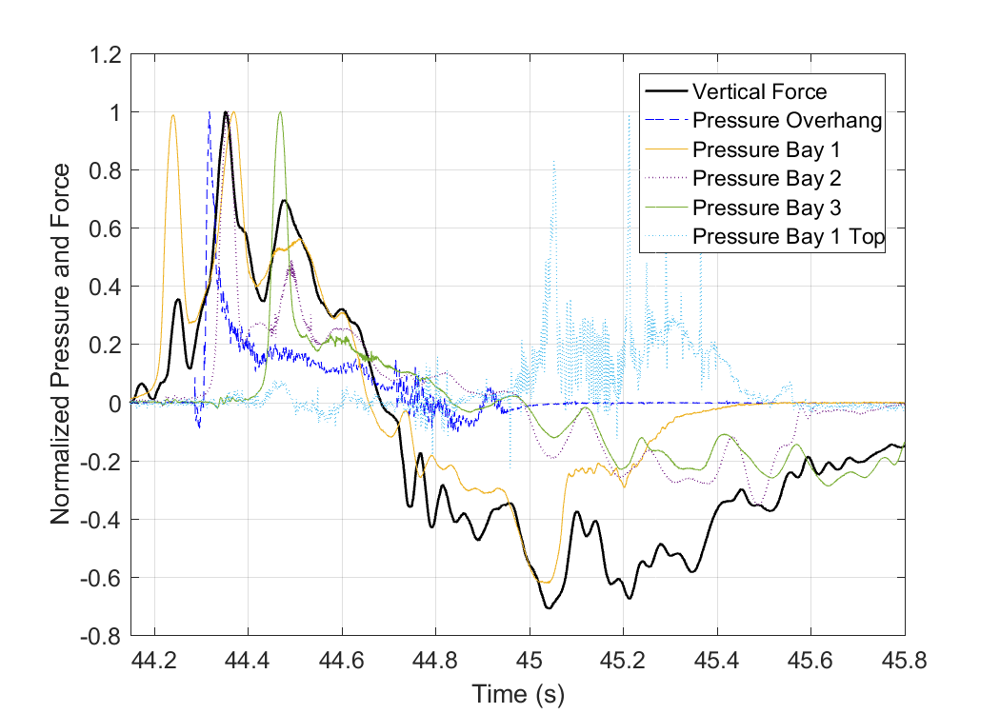 1.2
1
0.8
0.6
0.4
0.2
0
-0.2
-0.4
-0.6
-0.8
Normalized Pressure and Force
Vertical Force
Pressure Overhang
Pressure Bay 1
Pressure Bay 2
Pressure Bay 3
Pressure Bay 1 Top
44.2 44.4 44.6 44.8 45 45.2 45.4 45.6 45.8
Time (s)